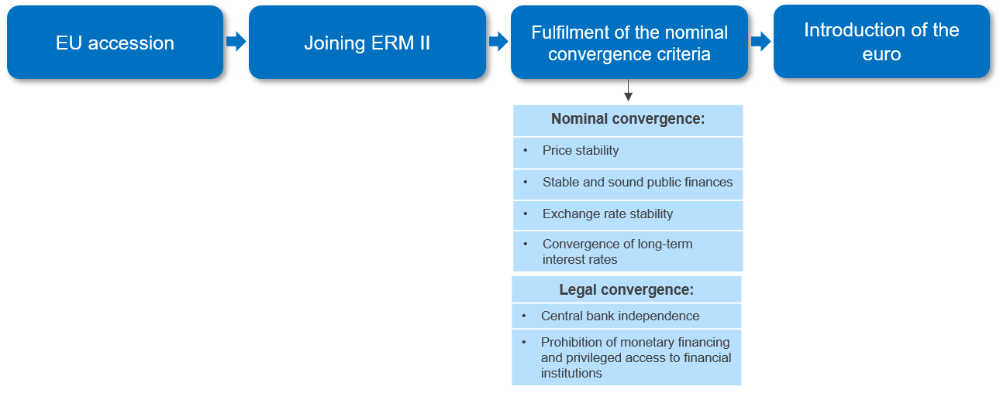 EU accession
Joining ERM II
Fulfilment of the nominal
convergence criteria
Introduction of the
euro
Nominal convergence:
• Price stability
• Stable and sound public finances
• Exchange rate stability
• Convergence of long-term
interest rates
Legal convergence:
• Central bank independence
• Prohibition of monetary financing
and privileged access to financial
institutions